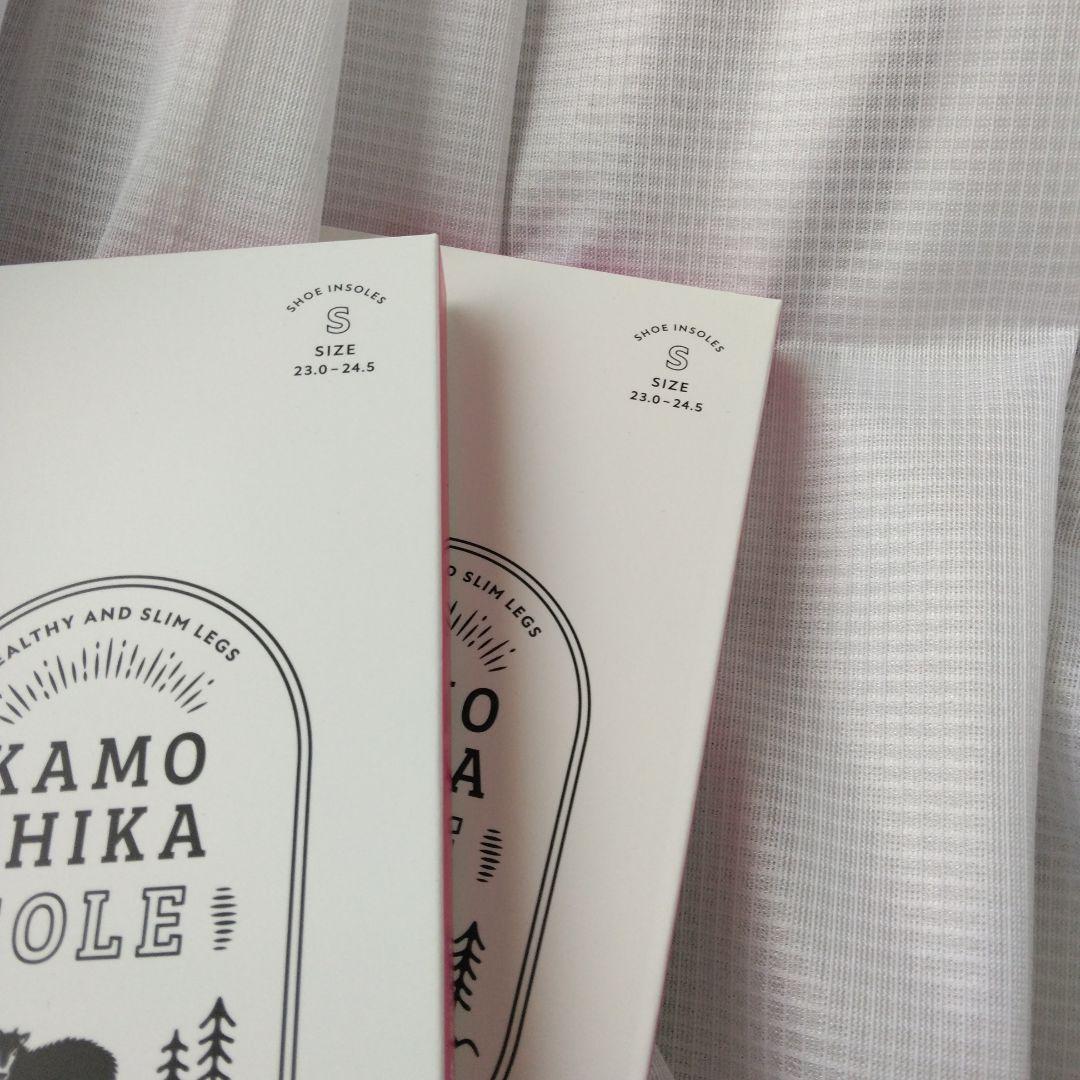 SHOE INSOLES
S
SIZE
23.0 – 24.5
EALTHY AND SLIM LEGS
KAMO
HIKA
OLE
SHOE INSOLES
S
SIZE
23.0 – 24.5
SLIM LEGS
O
A